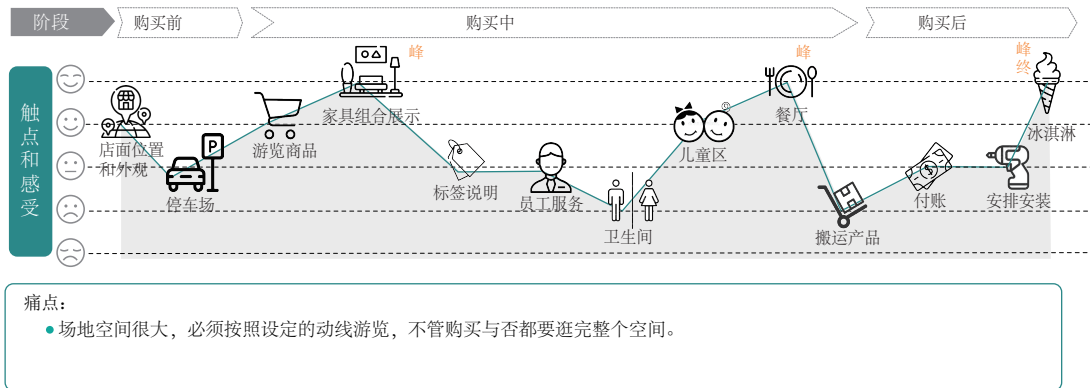 阶段
购买前
购买中
购买后
触点和感受
峰
峰
峰
终
店面位置
和外观
P
停车场
游览商品
家具组合展示
标签说明
员工服务
卫生间
儿童区
餐厅
搬运产品
$
付账
安排安装
冰淇淋
痛点：
•场地空间很大，必须按照设定的动线游览，不管购买与否都要逛完整个空间。